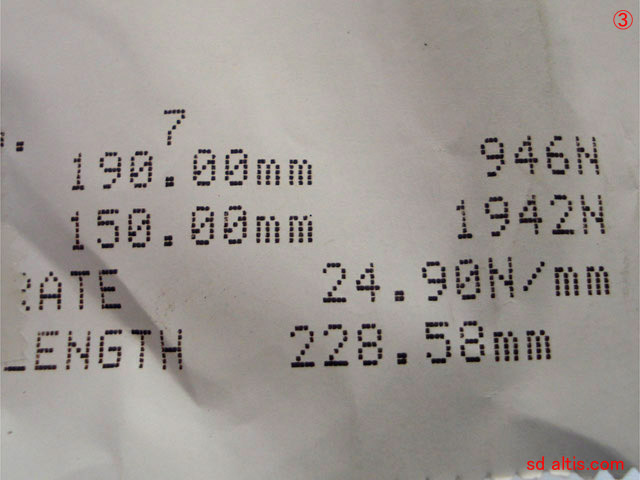 ③
7
190.00mm 946N
150.00mm 1942N
RATE 24.90N/mm
LENGTH 228.58mm
sd.altis.com